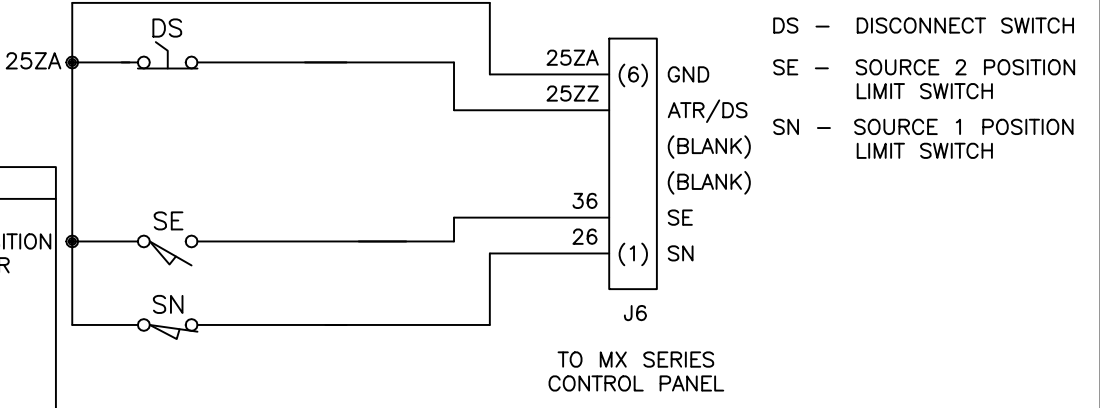 DS
25ZA
SE
ITION
R
SN
25ZA
25ZZ
36
26
(6) GND
ATR/DS
(BLANK)
(BLANK)
SE
(1) SN
J6
TO MX SERIES
CONTROL PANEL
DS – DISCONNECT SWITCH
SE – SOURCE 2 POSITION
LIMIT SWITCH
SN – SOURCE 1 POSITION
LIMIT SWITCH